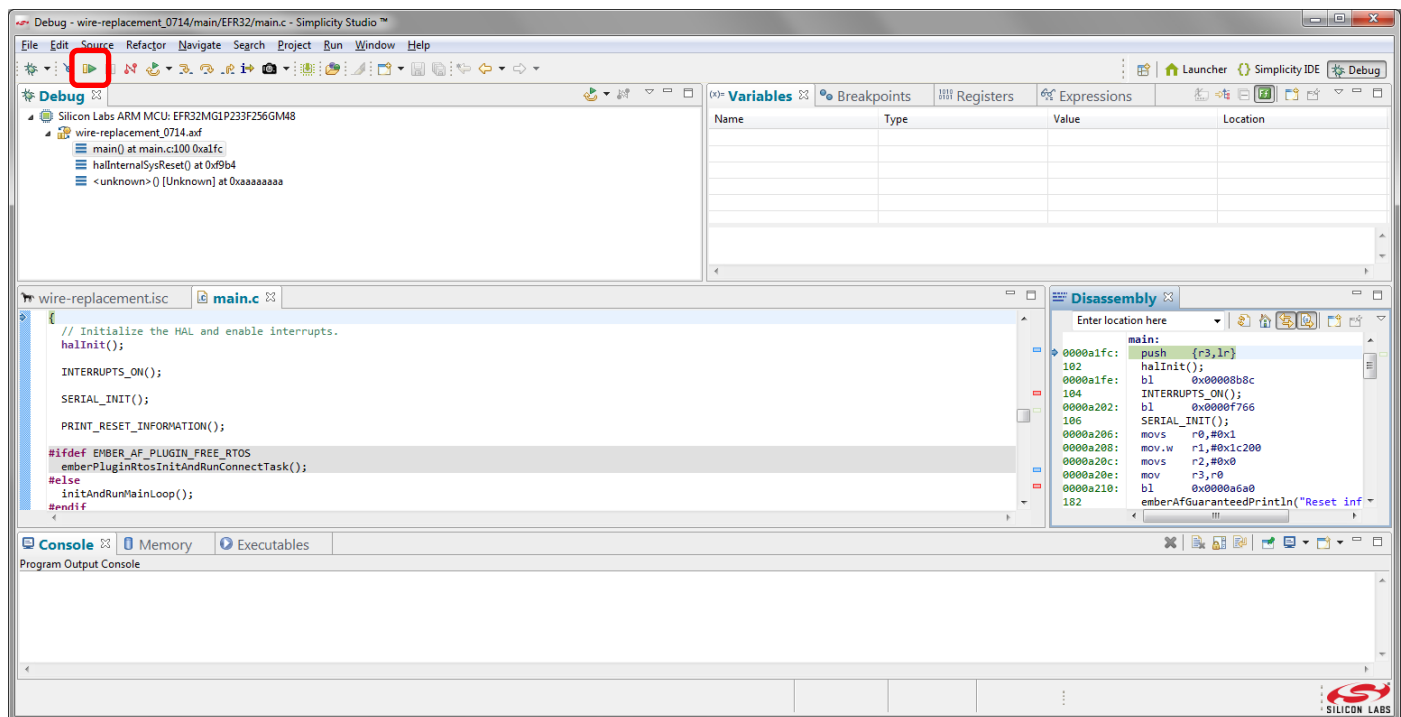 Debug - wire-replacement_0714/main/EFR32/main.c - Simplicity Studio ™
File Edit Source Refactor Navigate Search Project Run Window Help
Launcher {} Simplicity IDE Debug
Debug
Silicon Labs ARM MCU: EFR32MG1P233F256GM48
wire-replacement_0714.axf
main() at main.c:100 0xa1fc
halInternalSysReset() at 0xf9b4
<unknown>() [Unknown] at 0xaaaaaaaa
(x)= Variables Breakpoints 1010 Registers Expressions
Name Type Value Location
wire-replacement.isc main.c
{
// Initialize the HAL and enable interrupts.
halInit();
INTERRUPTS_ON();
SERIAL_INIT();
PRINT_RESET_INFORMATION();
#ifdef EMBER_AF_PLUGIN_FREE_RTOS
emberPluginRtosInitAndRunConnectTask();
#else
initAndRunMainLoop();
#endif
Disassembly
Enter location here
main:
0000a1fc: push {r3,lr}
102 halInit();
0000a1fe: bl 0x00008b8c
104 INTERRUPTS_ON();
0000a202: bl 0x0000f766
106 SERIAL_INIT();
0000a206: movs r0,#0x1
0000a208: mov.w r1,#0x1c200
0000a20c: movs r2,#0x0
0000a20e: mov r3,r0
0000a210: bl 0x0000a6a0
182 emberAfGuaranteedPrintln("Reset inf
Console Memory Executables
Program Output Console
SILICON LABS